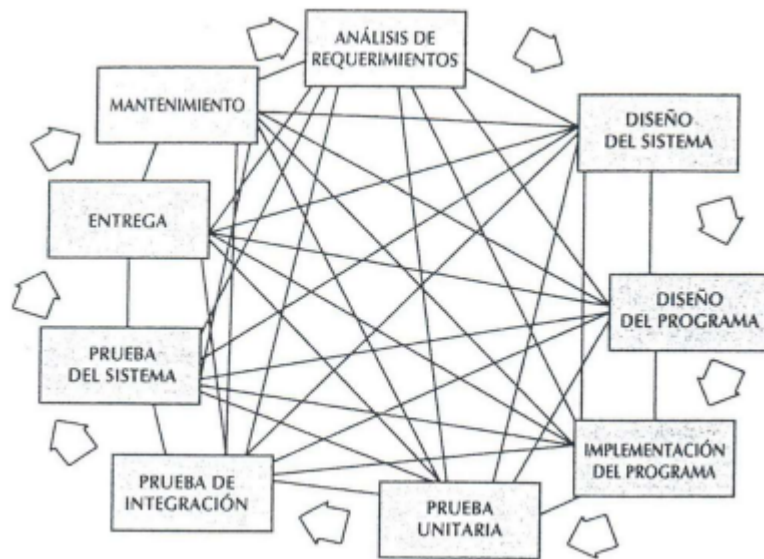 ANÁLISIS DE
REQUERIMIENTOS
MANTENIMIENTO
DISEÑO
DEL SISTEMA
ENTREGA
DISEÑO
DEL PROGRAMA
PRUEBA
DEL SISTEMA
IMPLEMENTACIÓN
DEL PROGRAMA
PRUEBA DE
INTEGRACIÓN
PRUEBA
UNITARIA